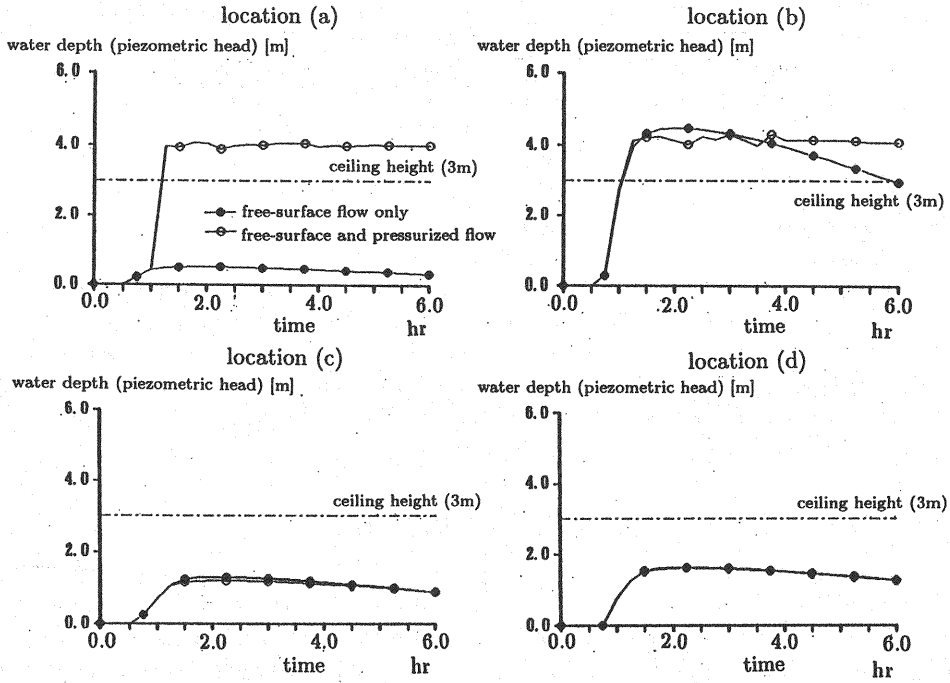 location (a)
water depth (piezometric head) [m]
6.0
4.0
ceiling height (3m)
2.0
free-surface flow only
free-surface and pressurized flow
0.0
0.0
2.0
4.0
6.0
time
hr
location (b)
water depth (piezometric head) [m]
6.0
4.0
ceiling height (3m)
2.0
0.0
0.0
2.0
4.0
6.0
time
hr
location (c)
water depth (piezometric head) [m]
6.0
4.0
ceiling height (3m)
2.0
0.0
0.0
2.0
4.0
6.0
time
hr
location (d)
water depth (piezometric head) [m]
6.0
4.0
ceiling height (3m)
2.0
0.0
0.0
2.0
4.0
6.0
time
hr